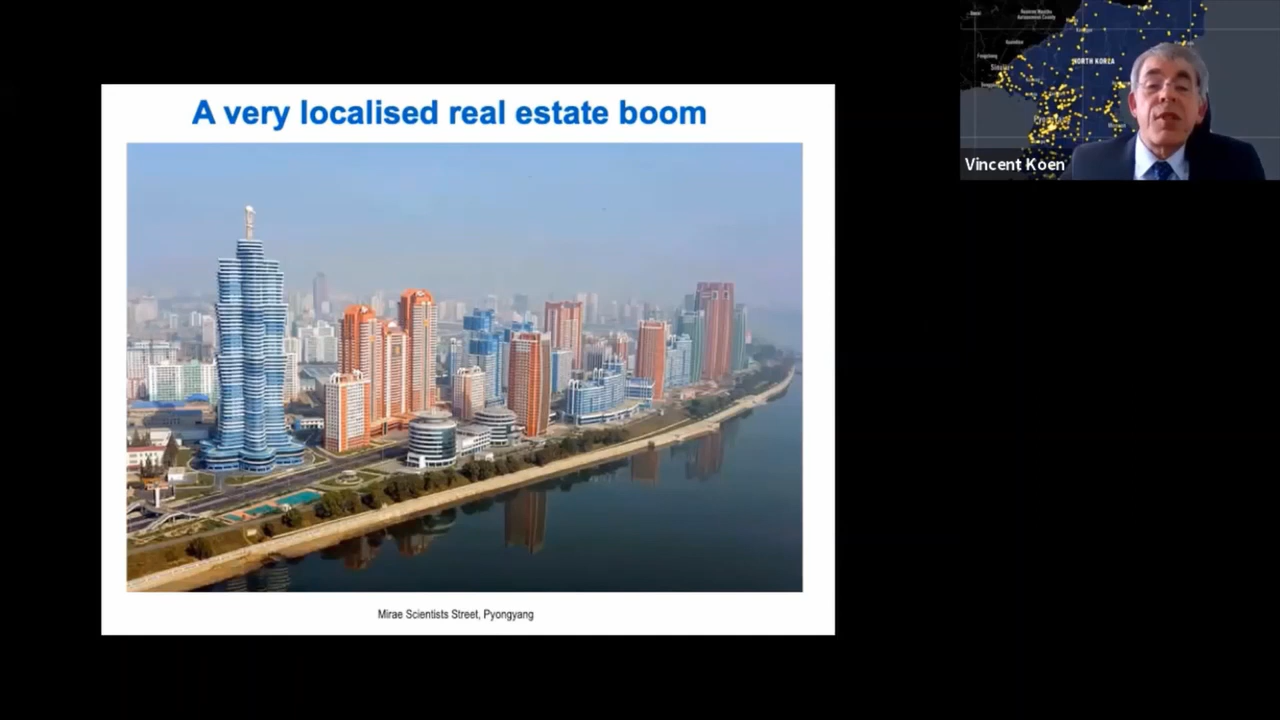 A very localised real estate boom
Mirae Scientists Street, Pyongyang
NORTH KOREA
Vincent Koen